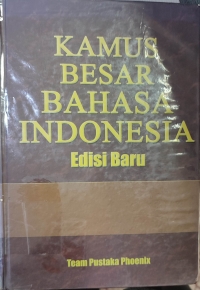 KAMUS
BESAR
BAHASA
INDONESIA
Edisi Baru
Team Pustaka Phoenix